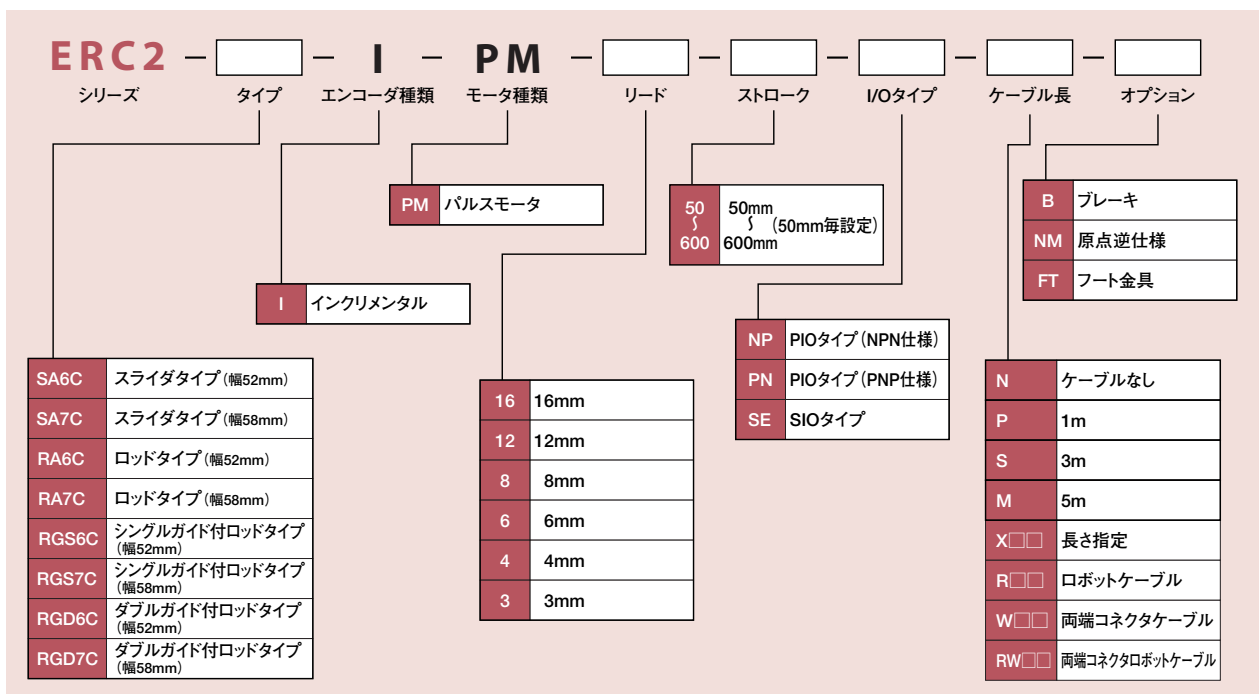 ERC2 − − I − PM − − − − −
シリーズ タイプ エンコーダ種類 モータ種類 リード ストローク I/Oタイプ ケーブル長 オプション
SA6C スライダタイプ（幅52mm）
SA7C スライダタイプ（幅58mm）
RA6C ロッドタイプ（幅52mm）
RA7C ロッドタイプ（幅58mm）
RGS6C シングルガイド付ロッドタイプ
（幅52mm）
RGS7C シングルガイド付ロッドタイプ
（幅58mm）
RGD6C ダブルガイド付ロッドタイプ
（幅52mm）
RGD7C ダブルガイド付ロッドタイプ
（幅58mm）
I インクリメンタル
PM パルスモータ
16 16mm
12 12mm
8 8mm
6 6mm
4 4mm
3 3mm
50 50mm
〜 〜 （50mm毎設定）
600 600mm
NP PIOタイプ（NPN仕様）
PN PIOタイプ（PNP仕様）
SE SIOタイプ
N ケーブルなし
P 1m
S 3m
M 5m
X□□ 長さ指定
R□□ ロボットケーブル
W□□ 両端コネクタケーブル
RW□□ 両端コネクタロボットケーブル
B ブレーキ
NM 原点逆仕様
FT フート金具